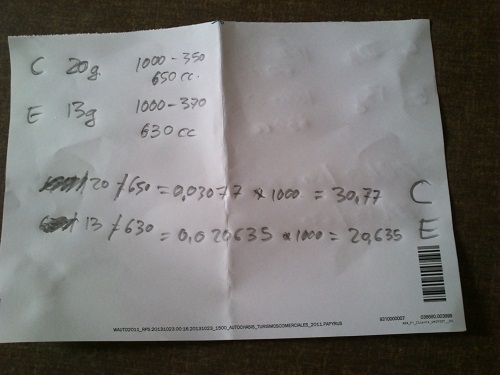 C 20g 1000-350
650 cc.
E 13g 1000-370
630 cc
20/650 = 0,03077 * 1000 = 30,77 C
13/630 = 0,020635 * 1000 = 20,635 E